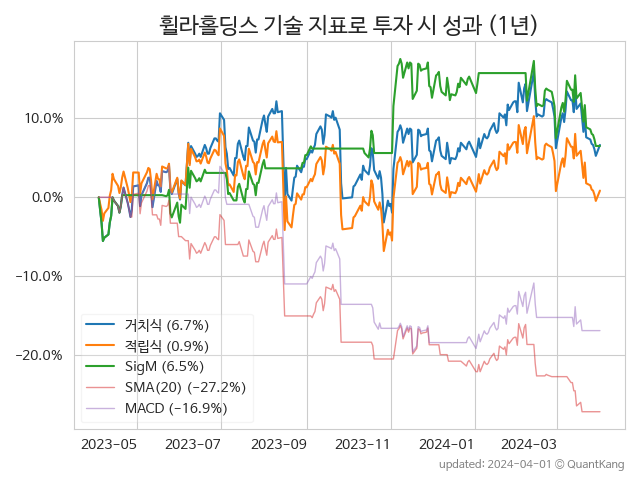 휠라홀딩스 기술 지표로 투자 시 성과 (1년)
10.0%
0.0%
−10.0%
−20.0%
거치식 (6.7%)
적립식 (0.9%)
SigM (6.5%)
SMA(20) (−27.2%)
MACD (−16.9%)
2023-05 2023-07 2023-09 2023-11 2024-01 2024-03
updated: 2024-04-01 © QuantKang